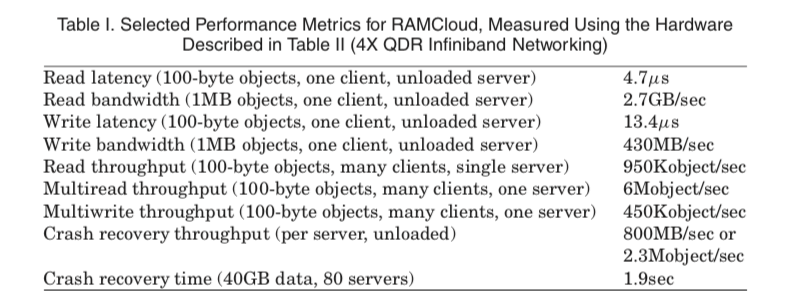 Table I. Selected Performance Metrics for RAMCloud, Measured Using the Hardware
Described in Table II (4X QDR Infiniband Networking)
Read latency (100-byte objects, one client, unloaded server) 4.7μs
Read bandwidth (1MB objects, one client, unloaded server) 2.7GB/sec
Write latency (100-byte objects, one client, unloaded server) 13.4μs
Write bandwidth (1MB objects, one client, unloaded server) 430MB/sec
Read throughput (100-byte objects, many clients, single server) 950Kobject/sec
Multiread throughput (100-byte objects, many clients, one server) 6Mobject/sec
Multiwrite throughput (100-byte objects, many clients, one server) 450Kobject/sec
Crash recovery throughput (per server, unloaded) 800MB/sec or
2.3Mobject/sec
Crash recovery time (40GB data, 80 servers) 1.9sec